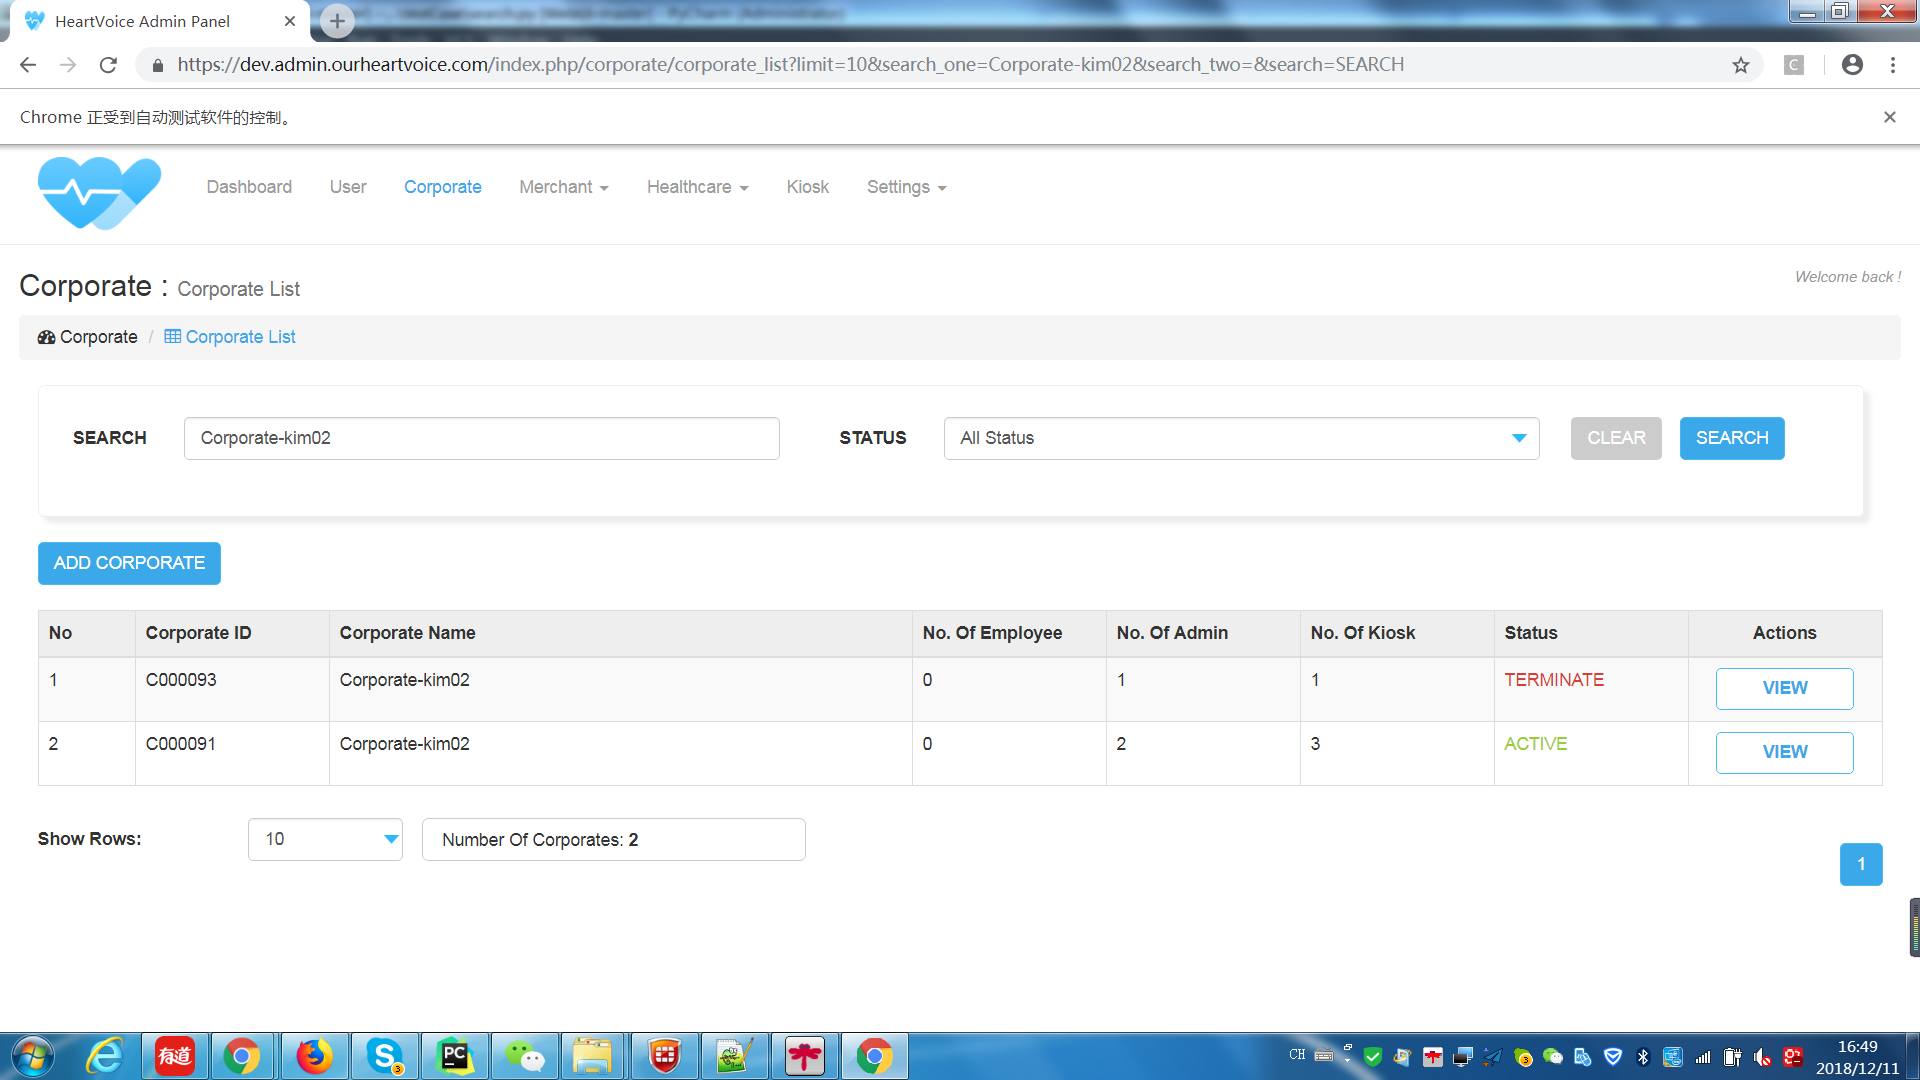 HeartVoice Admin Panel
https://dev.admin.ourheartvoice.com/index.php/corporate/corporate_list?limit=10&search_one=Corporate-kim02&search_two=&search=SEARCH
C
Chrome 正受到自动测试软件的控制。
Dashboard User Corporate Merchant Healthcare Kiosk Settings
Corporate : Corporate List
Welcome back !
Corporate / Corporate List
SEARCH Corporate-kim02 STATUS All Status CLEAR SEARCH
ADD CORPORATE
No Corporate ID Corporate Name No. Of Employee No. Of Admin No. Of Kiosk Status Actions
1 C000093 Corporate-kim02 0 1 1 TERMINATE VIEW
2 C000091 Corporate-kim02 0 2 3 ACTIVE VIEW
Show Rows: 10 Number Of Corporates: 2
1
有道
PC
3
CH
3
16:49
2018/12/11